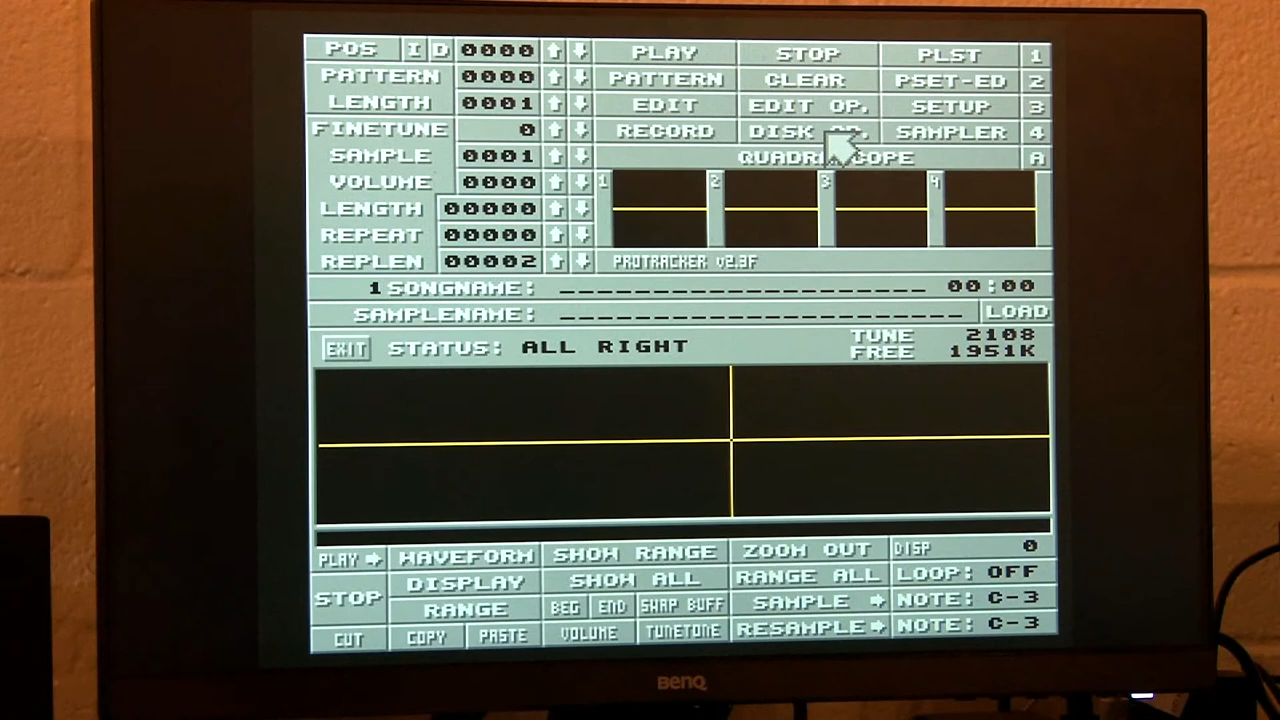 POS I D 0000 PLAY STOP PLST 1
PATTERN 0000 PATTERN CLEAR PSET-ED 2
LENGTH 0001 EDIT EDIT OP. SETUP 3
FINETUNE 0 RECORD DISK OP. SAMPLER 4
SAMPLE 0001 QUADRASCOPE A
VOLUME 0000 1 2 3 4
LENGTH 00000
REPEAT 00000
REPLEN 00002 PROTRACKER v2.3F
1 SONGNAME: 00:00
SAMPLENAME: LOAD
EXIT STATUS: ALL RIGHT TUNE 2108
FREE 1951K
PLAY WAVEFORM SHOW RANGE ZOOM OUT DISP 0
DISPLAY SHOW ALL RANGE ALL LOOP: OFF
STOP RANGE BEG END SWAP BUFF SAMPLE NOTE: C-3
CUT COPY PASTE VOLUME TUNETONE RESAMPLE NOTE: C-3
BenQ